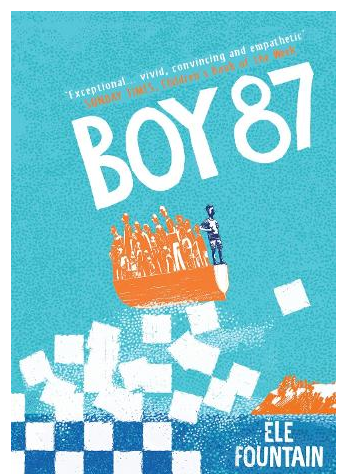 ‘Exceptional... vivid, convincing and empathetic’
SUNDAY TIMES, Children's Book of the Week
BOY 87
ELE
FOUNTAIN